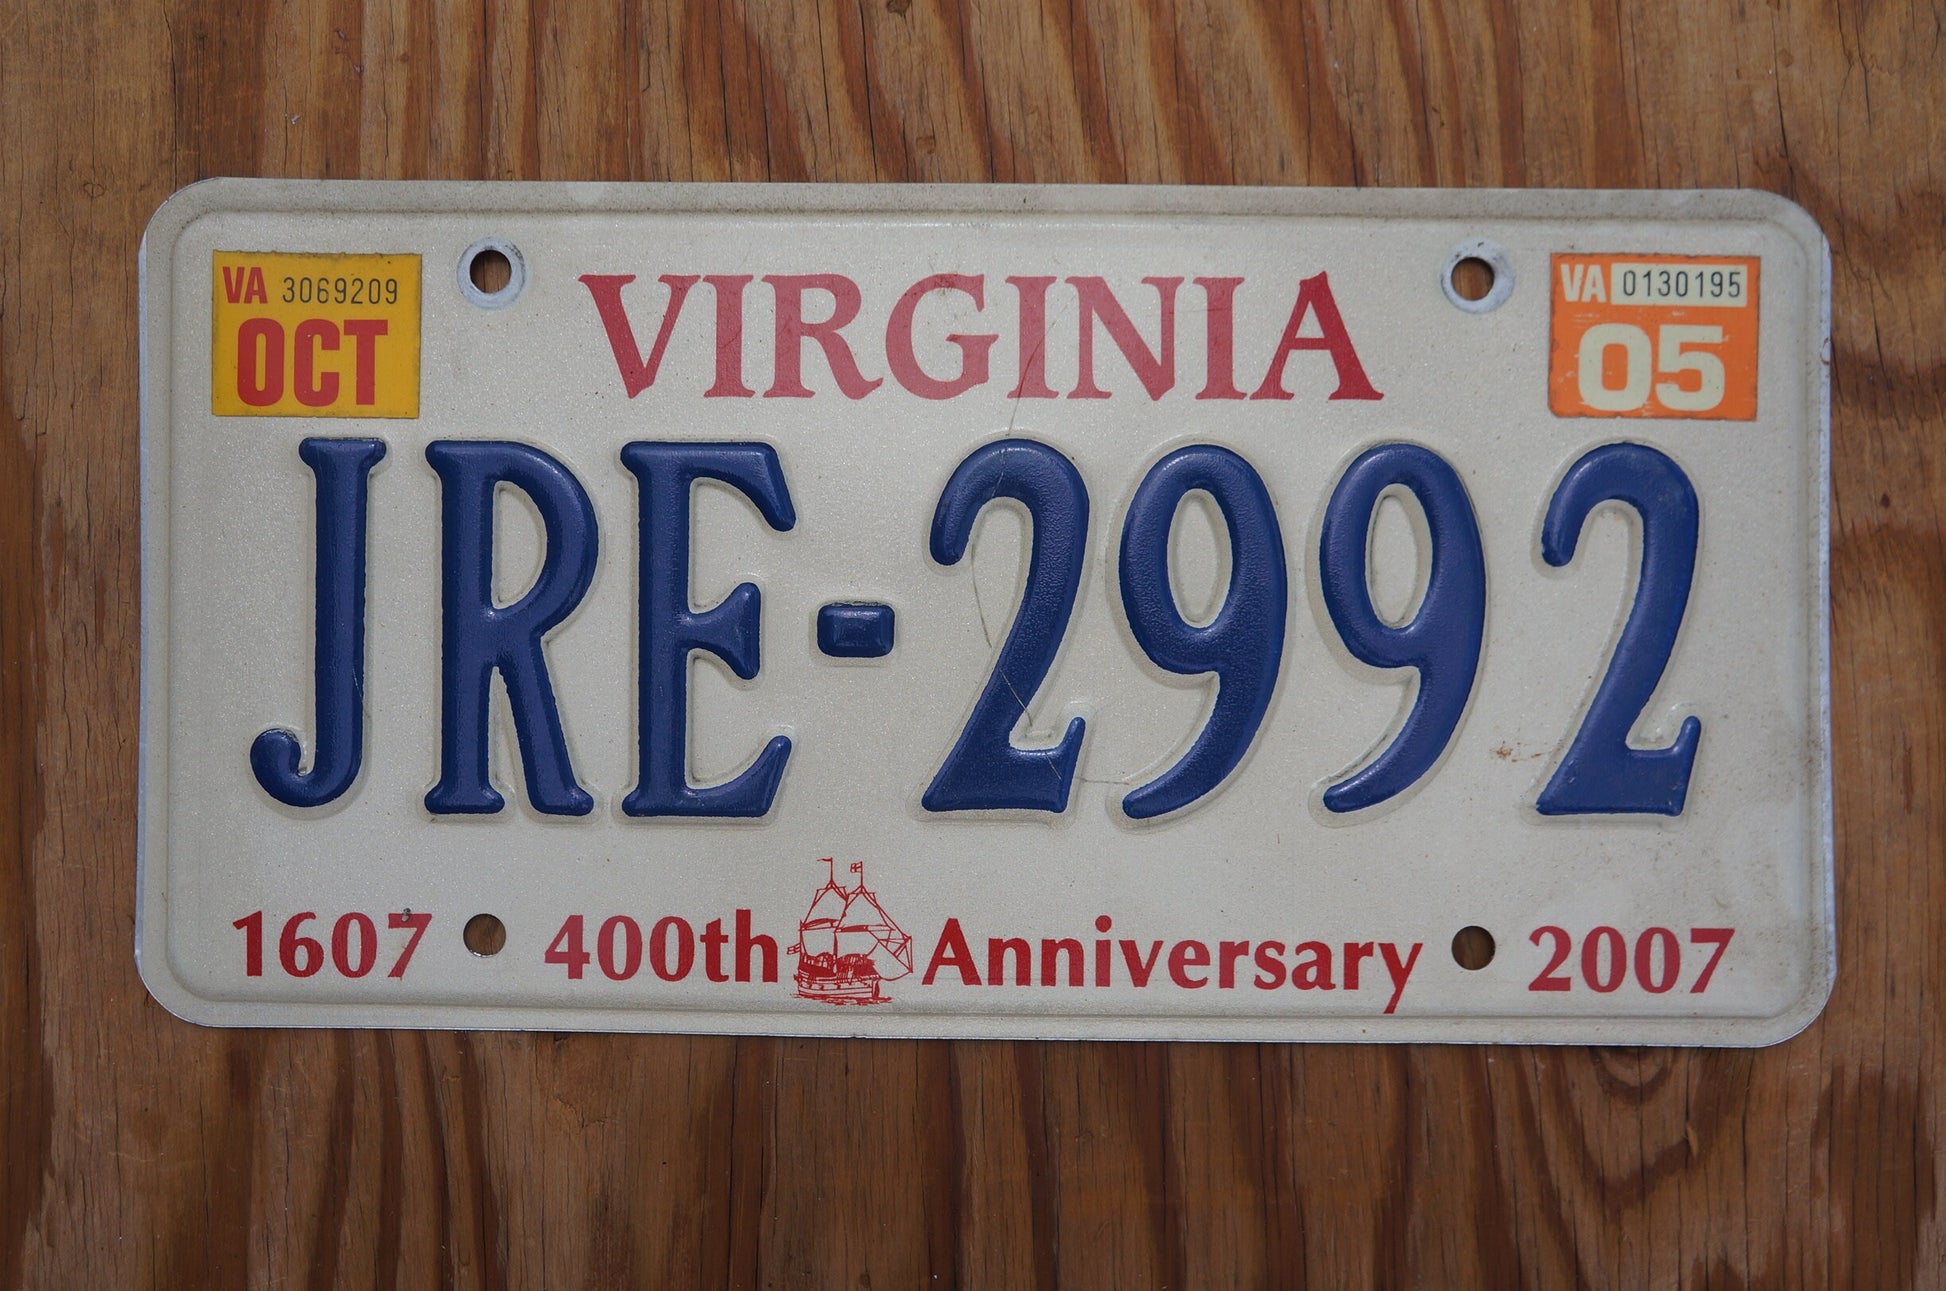 VA 3069209
OCT
VIRGINIA
VA 0130195
05
JRE-2992
1607 400th Anniversary 2007